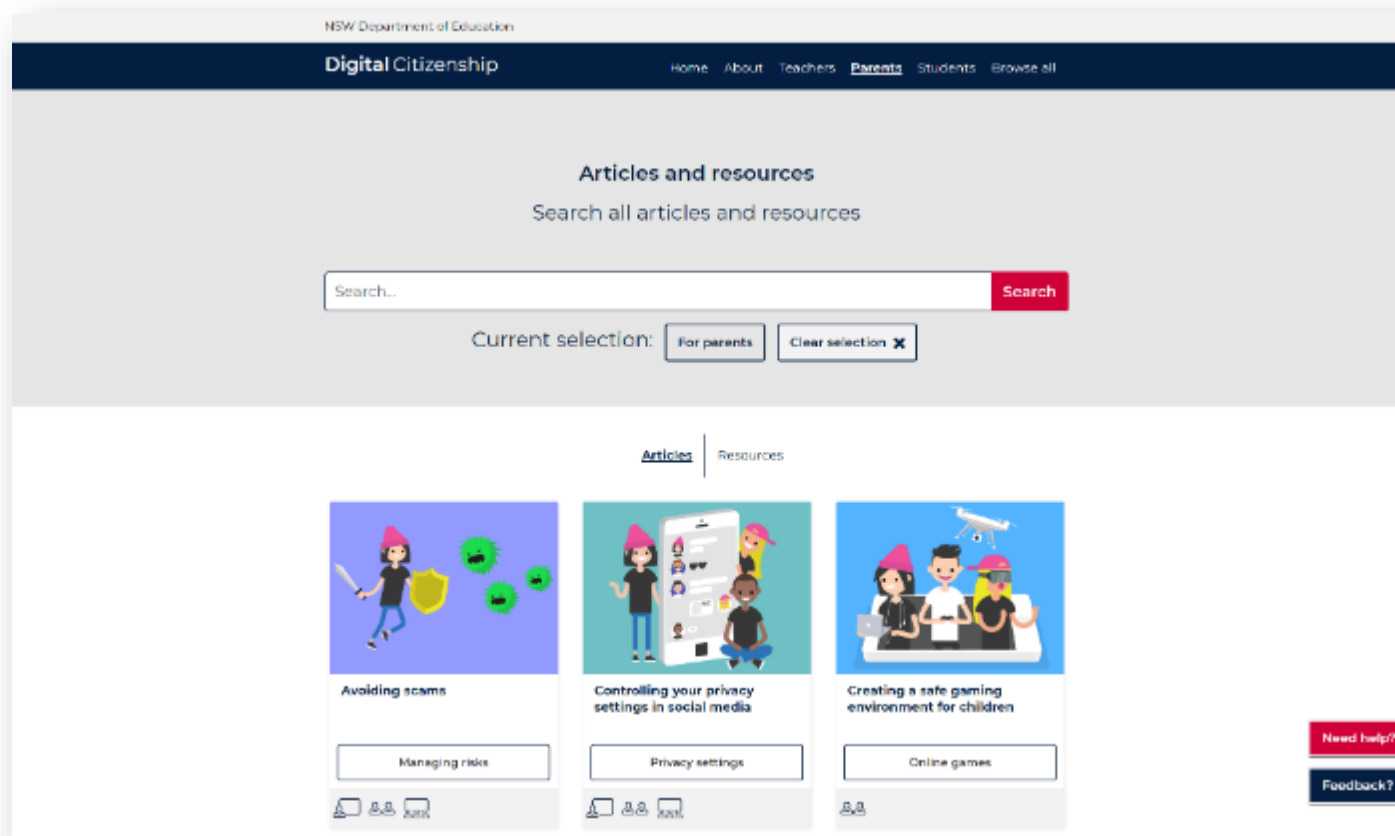 NSW Department of Education
Digital Citizenship
Home About Teachers Parents Students Browse all
Articles and resources
Search all articles and resources
Search...
Search
Current selection:
For parents
Clear selection ✖
Articles
Resources
Avoiding scams
Managing risks
Controlling your privacy
settings in social media
Privacy settings
Creating a safe gaming
environment for children
Online games
Need help?
Feedback?